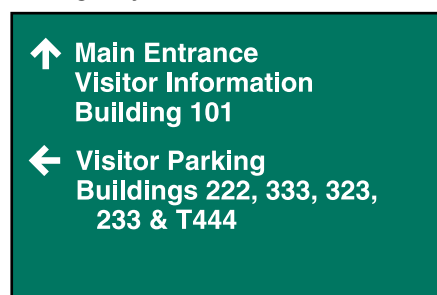 Main Entrance
Visitor Information
Building 101
Visitor Parking
Buildings 222, 333, 323,
233 & T444